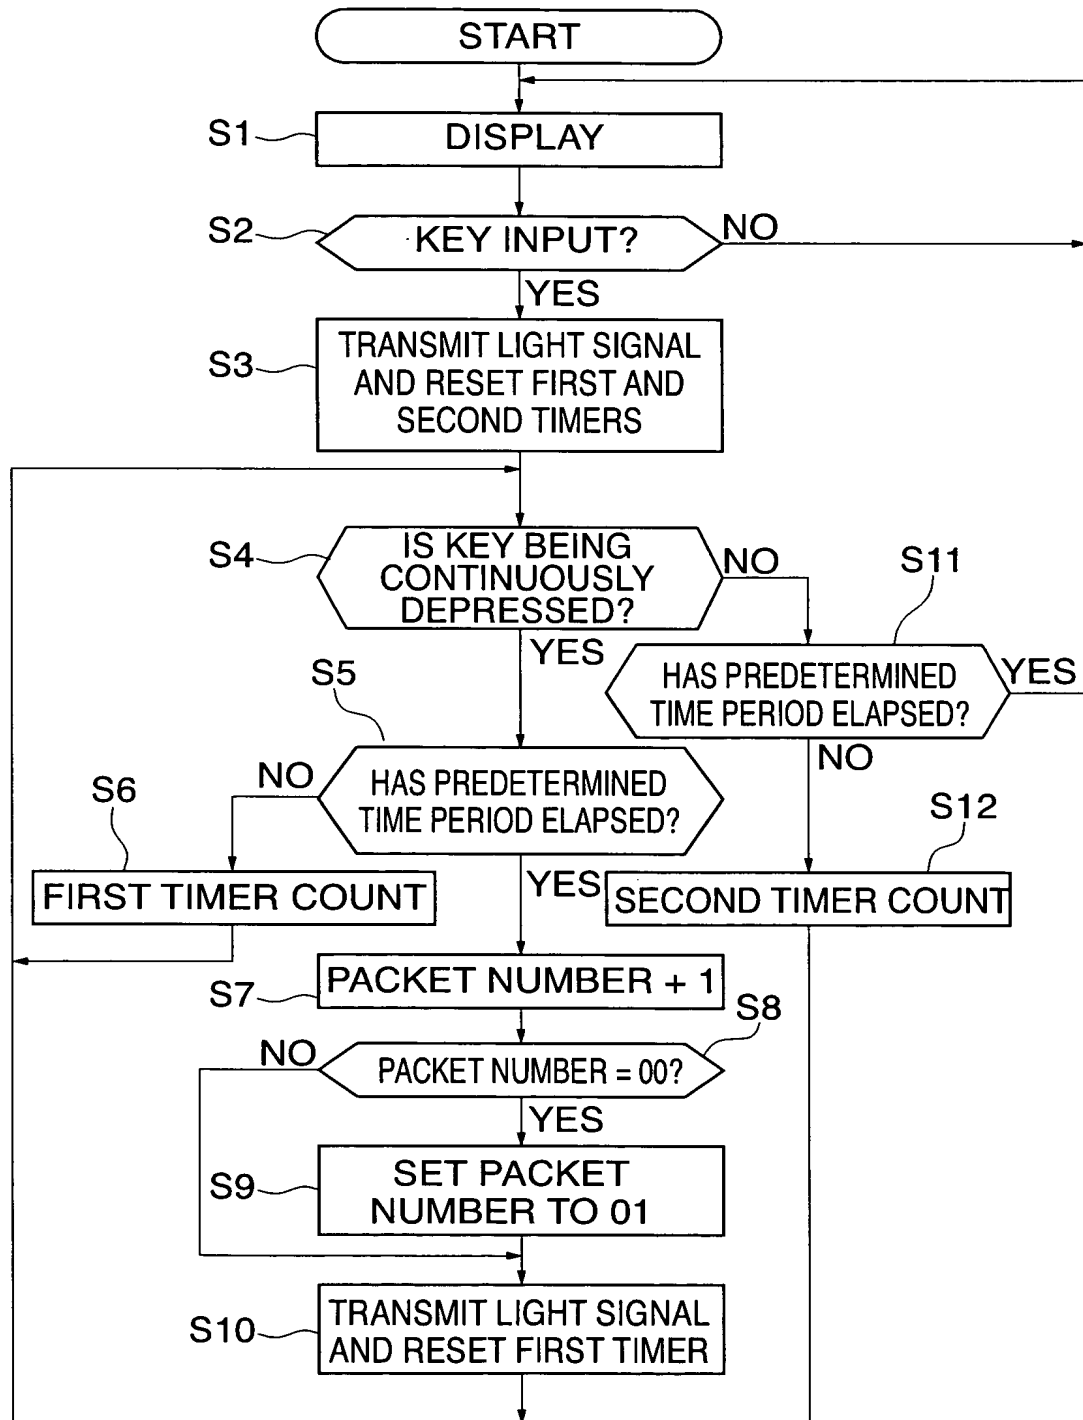 START
S1
DISPLAY
S2
KEY INPUT?
NO
YES
S3
TRANSMIT LIGHT SIGNAL
AND RESET FIRST AND
SECOND TIMERS
S4
IS KEY BEING
CONTINUOUSLY
DEPRESSED?
NO
S11
YES
HAS PREDETERMINED
TIME PERIOD ELAPSED?
YES
NO
S5
HAS PREDETERMINED
TIME PERIOD ELAPSED?
NO
S6
FIRST TIMER COUNT
YES
S12
SECOND TIMER COUNT
S7
PACKET NUMBER + 1
S8
PACKET NUMBER = 00?
NO
YES
S9
SET PACKET
NUMBER TO 01
S10
TRANSMIT LIGHT SIGNAL
AND RESET FIRST TIMER